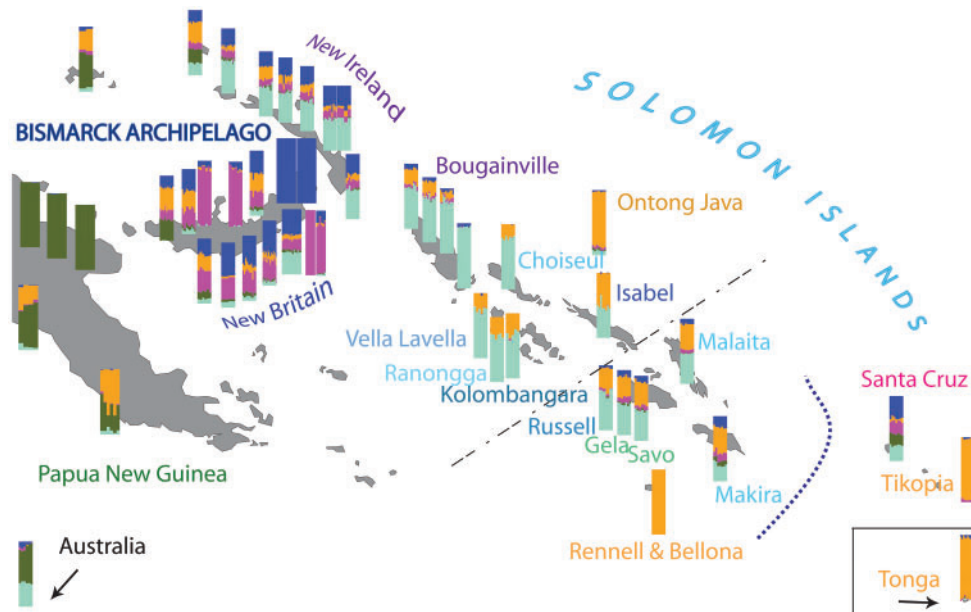 New Ireland
SOLOMON ISLANDS
BISMARCK ARCHIPELAGO
Bougainville
Ontong Java
Choiseul
Isabel
New Britain
Vella Lavella
Malaita
Ranongga
Kolombangara
Santa Cruz
Russell
Gela
Savo
Papua New Guinea
Makira
Tikopia
Rennell & Bellona
Australia
Tonga